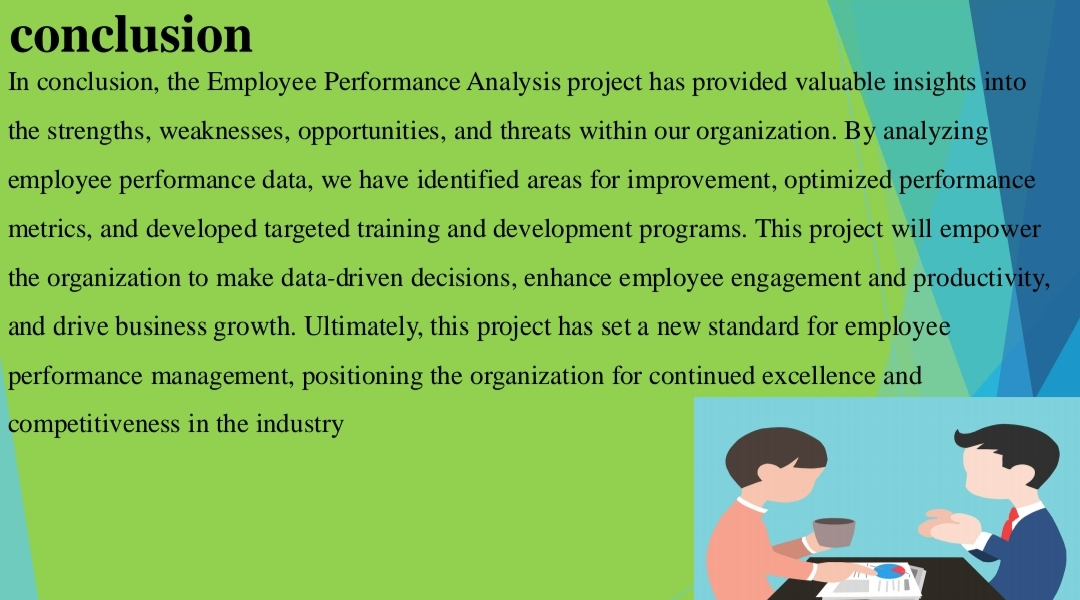 conclusion
In conclusion, the Employee Performance Analysis project has provided valuable insights into
the strengths, weaknesses, opportunities, and threats within our organization. By analyzing
employee performance data, we have identified areas for improvement, optimized performance
metrics, and developed targeted training and development programs. This project will empower
the organization to make data-driven decisions, enhance employee engagement and productivity,
and drive business growth. Ultimately, this project has set a new standard for employee
performance management, positioning the organization for continued excellence and
competitiveness in the industry